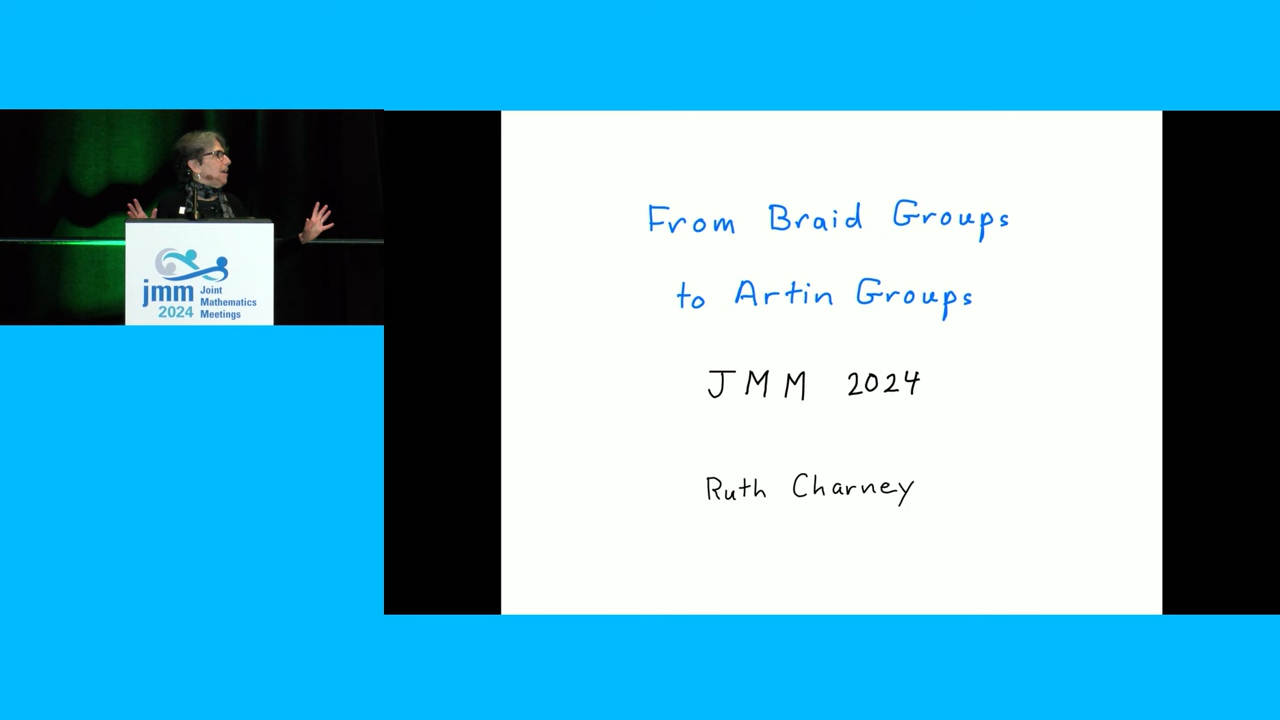 jmm
2024
Joint
Mathematics
Meetings
From Braid Groups
to Artin Groups
JMM 2024
Ruth Charney